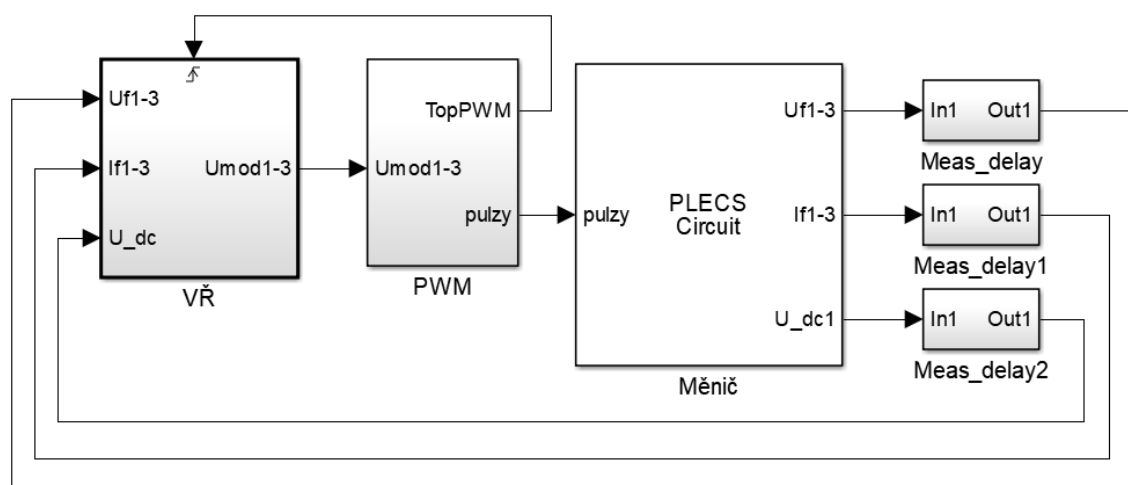 Uf1-3
If1-3
U_dc
Umod1-3
VŘ
TopPWM
Umod1-3
pulzy
PWM
pulzy
PLECS
Circuit
Uf1-3
If1-3
U_dc1
Měnič
In1 Out1
Meas_delay
In1 Out1
Meas_delay1
In1 Out1
Meas_delay2